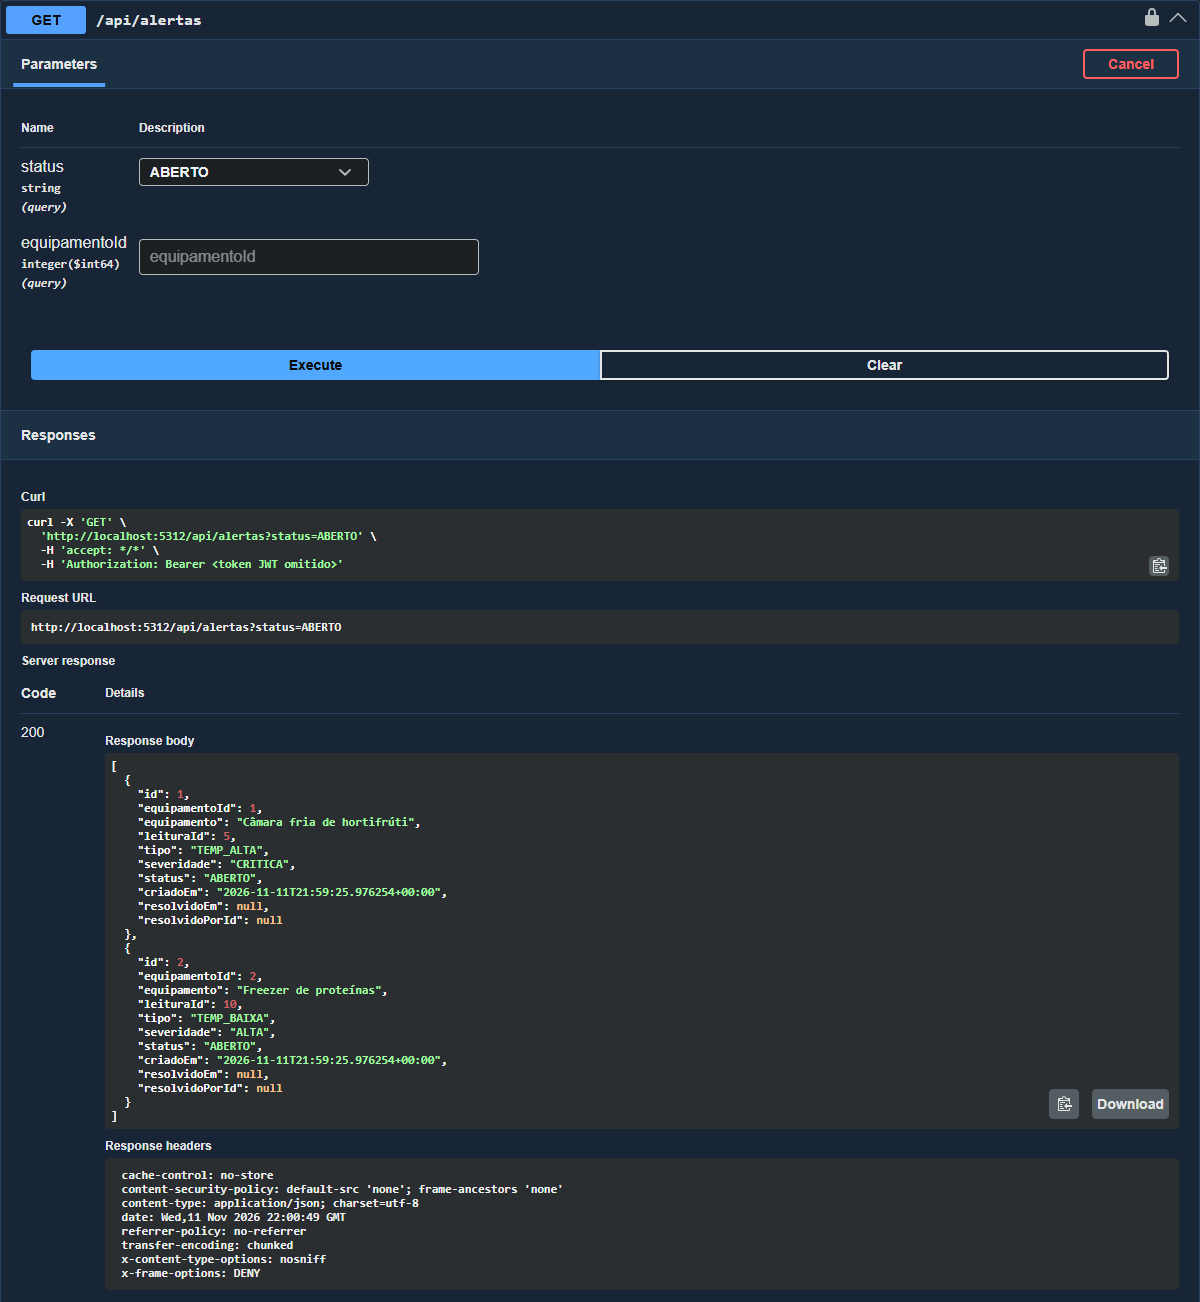 GET /api/alertas
Parameters
Cancel
Name Description
status
string
(query)
ABERTO
equipamentoId
integer($int64)
(query)
equipamentoId
Execute Clear
Responses
Curl
curl -X 'GET' \
  'http://localhost:5312/api/alertas?status=ABERTO' \
  -H 'accept: */*' \
  -H 'Authorization: Bearer <token JWT omitido>'
Request URL
http://localhost:5312/api/alertas?status=ABERTO
Server response
Code Details
200
Response body
[
  {
    "id": 1,
    "equipamentoId": 1,
    "equipamento": "Câmara fria de hortifrúti",
    "leituraId": 5,
    "tipo": "TEMP_ALTA",
    "severidade": "CRITICA",
    "status": "ABERTO",
    "criadoEm": "2026-11-11T21:59:25.976254+00:00",
    "resolvidoEm": null,
    "resolvidoPorId": null
  },
  {
    "id": 2,
    "equipamentoId": 2,
    "equipamento": "Freezer de proteínas",
    "leituraId": 10,
    "tipo": "TEMP_BAIXA",
    "severidade": "ALTA",
    "status": "ABERTO",
    "criadoEm": "2026-11-11T21:59:25.976254+00:00",
    "resolvidoEm": null,
    "resolvidoPorId": null
  }
]
Download
Response headers
cache-control: no-store
content-security-policy: default-src 'none'; frame-ancestors 'none'
content-type: application/json; charset=utf-8
date: Wed,11 Nov 2026 22:00:49 GMT
referrer-policy: no-referrer
transfer-encoding: chunked
x-content-type-options: nosniff
x-frame-options: DENY